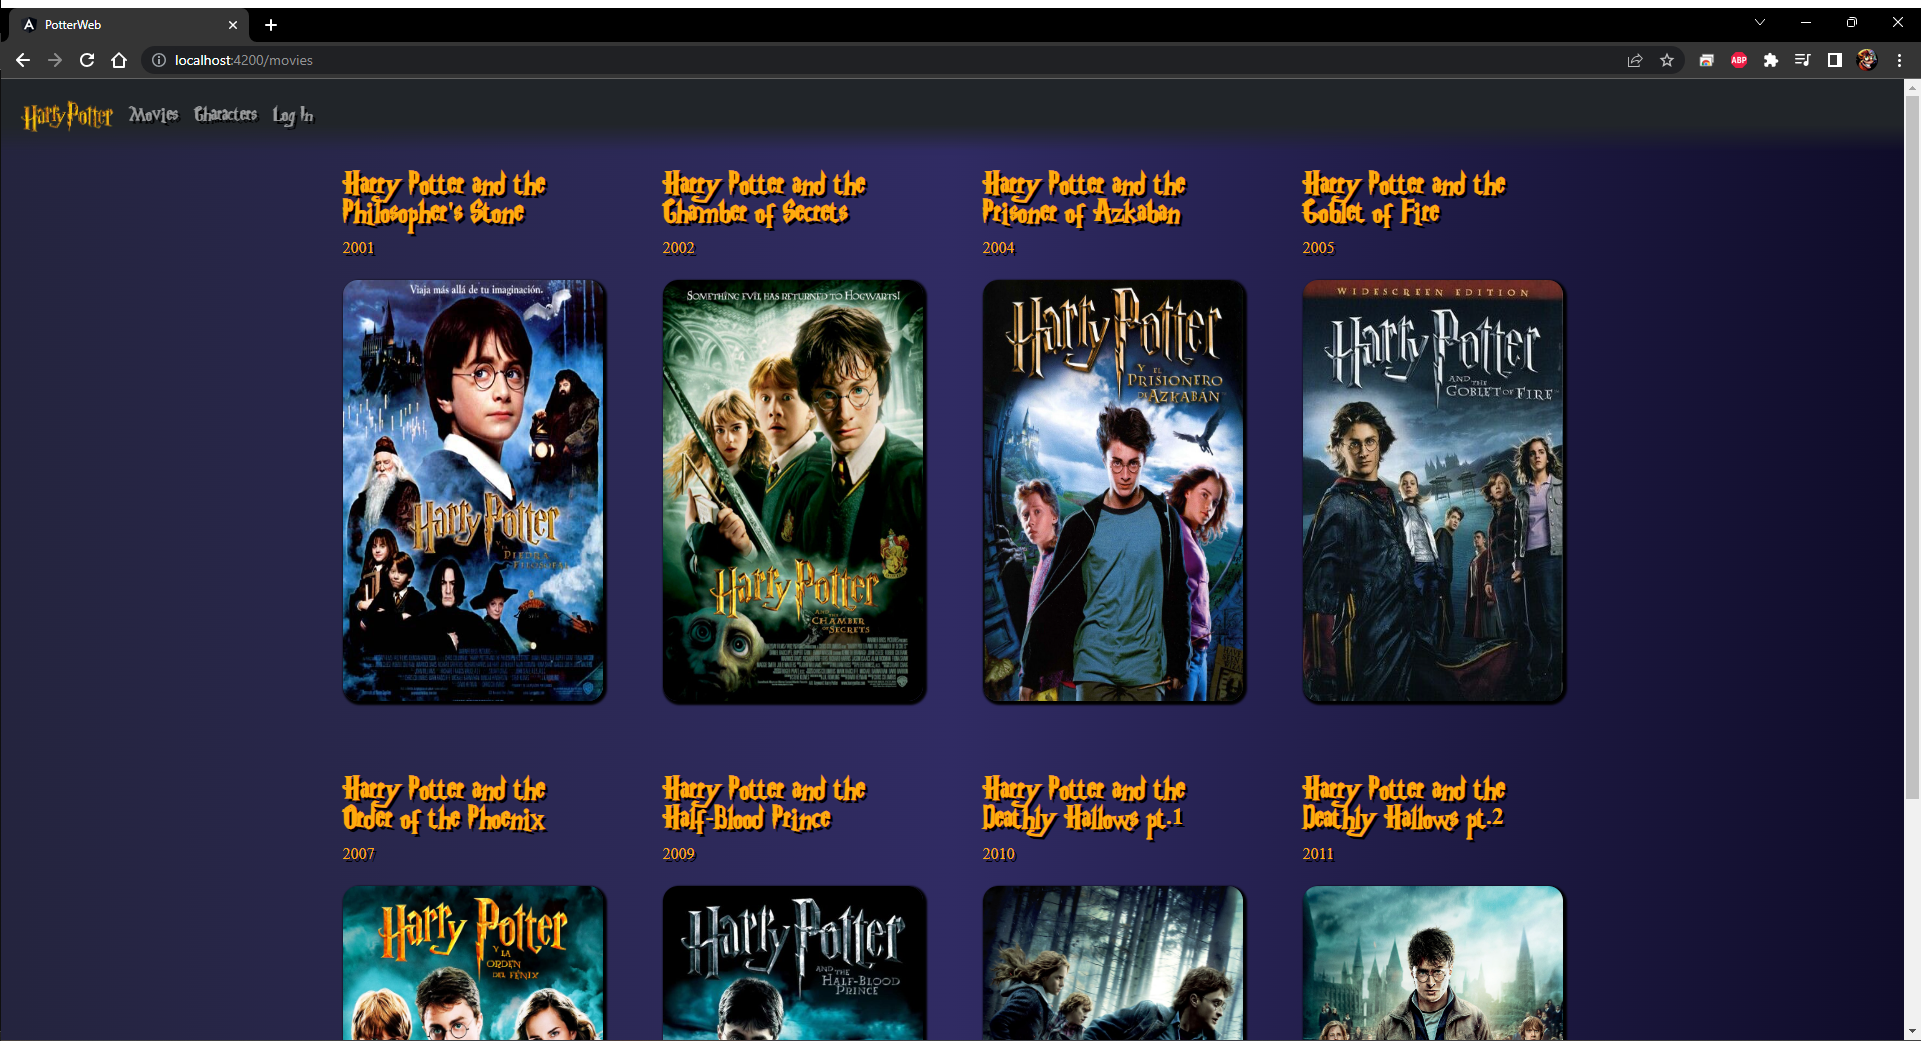 PotterWeb
localhost:4200/movies
ABP
Harry Potter Movies Characters Log In
Harry Potter and the
Philosopher's Stone
2001
Harry Potter and the
Chamber of Secrets
2002
Harry Potter and the
Prisoner of Azkaban
2004
Harry Potter and the
Goblet of Fire
2005
Viaja más allá de tu imaginación.
Harry Potter
Y LA
PIEDRA
FILOSOFAL
SOMETHING EVIL HAS RETURNED TO HOGWARTS!
Harry Potter
AND THE
CHAMBER
OF SECRETS
Harry Potter
Y EL
PRISIONERO
DE AZKABAN
WIDESCREEN EDITION
Harry Potter
AND THE
GOBLET OF FIRE
Harry Potter and the
Order of the Phoenix
2007
Harry Potter and the
Half-Blood Prince
2009
Harry Potter and the
Deathly Hallows pt.1
2010
Harry Potter and the
Deathly Hallows pt.2
2011
Harry Potter
Y LA
ORDEN
DEL FÉNIX
Harry Potter
AND THE
HALF-BLOOD
PRINCE